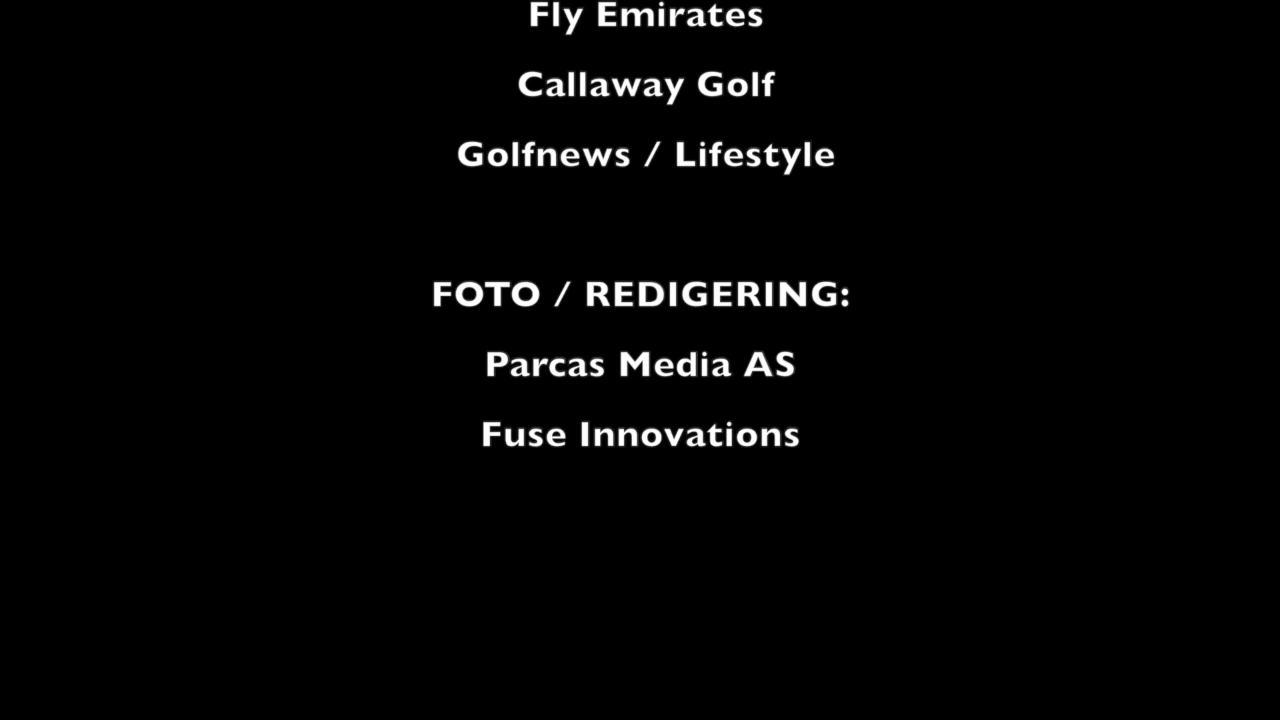 Fly Emirates
Callaway Golf
Golfnews / Lifestyle
FOTO / REDIGERING:
Parcas Media AS
Fuse Innovations